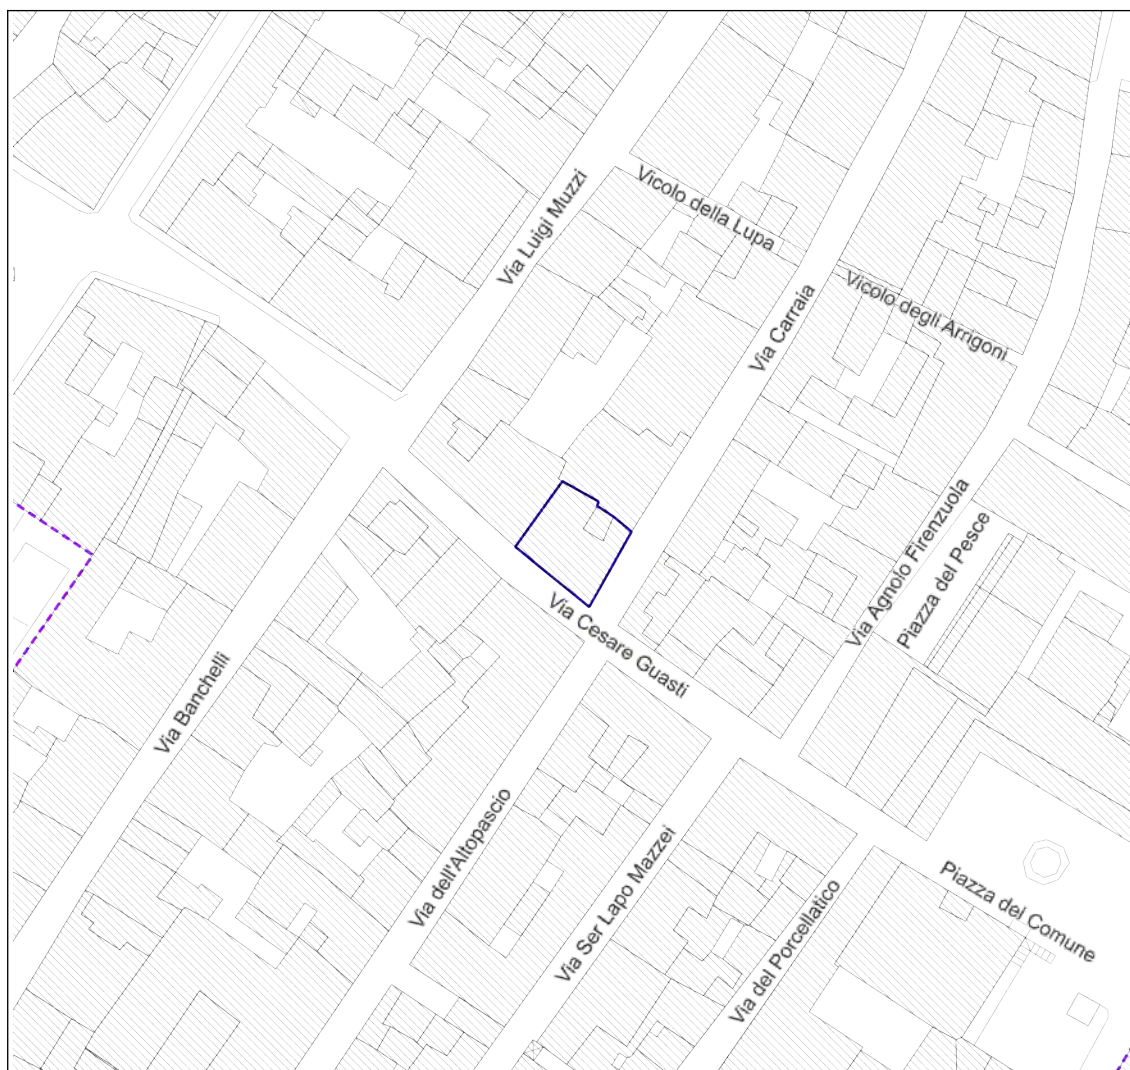 Via Luigi Muzzi
Vicolo della Lupa
Vicolo degli Arrigoni
Via Carraia
Via Agnolo Firenzuola
Piazza del Pesce
Via Cesare Guasti
Via Banchelli
Via dell'Altopascio
Via Ser Lapo Mazzei
Via del Porcellatico
Piazza del Comune